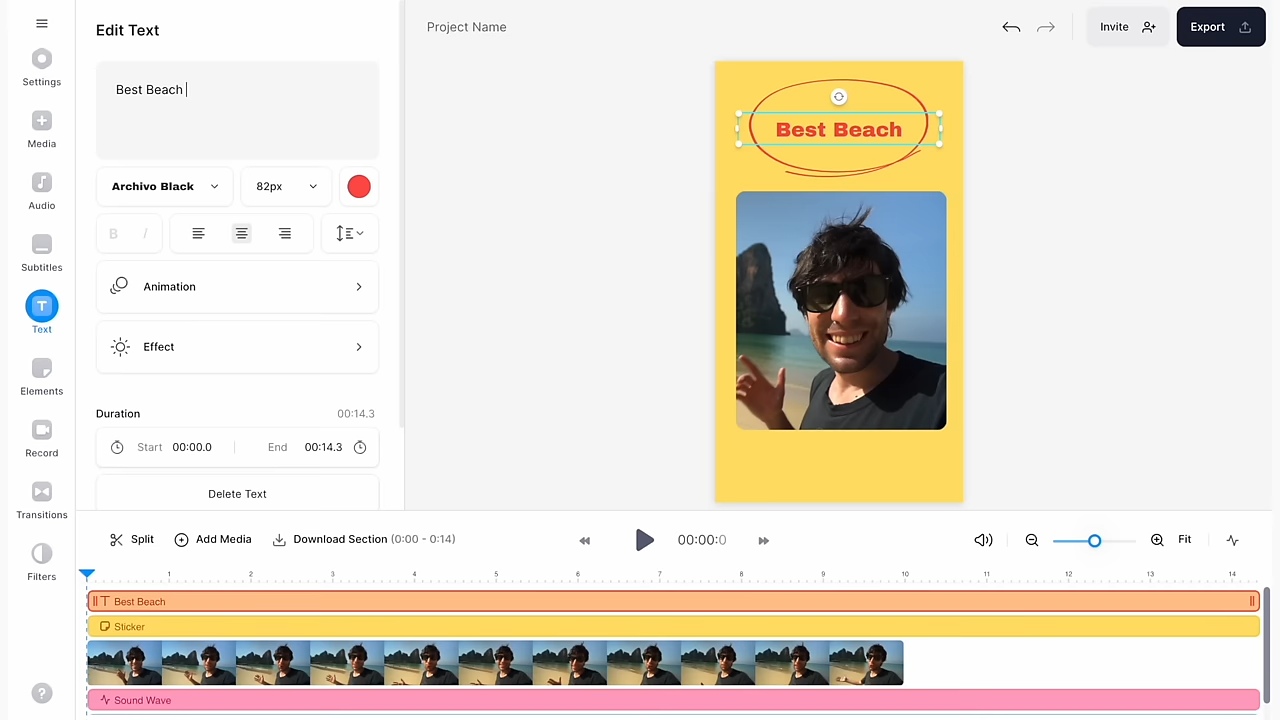 Settings
Media
Audio
Subtitles
Text
Elements
Record
Transitions
Filters
Edit Text
Best Beach
Archivo Black
82px
B I
Animation
Effect
Duration 00:14.3
Start 00:00.0 End 00:14.3
Delete Text
Project Name
Invite
Export
Best Beach
Split
Add Media
Download Section (0:00 - 0:14)
00:00:0
Fit
1 2 3 4 5 6 7 8 9 10 11 12 13 14
T Best Beach
Sticker
Sound Wave
?